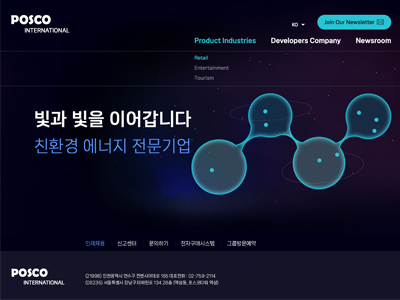 POSCO
INTERNATIONAL
KO
Join Our Newsletter
Product Industries
Developers Company
Newsroom
Retail
Entertainment
Tourism
빛과 빛을 이어갑니다
친환경 에너지 전문기업
인재채용
신고센터
문의하기
전자구매시스템
그룹방문예약
POSCO
INTERNATIONAL
(21998) 인천광역시 연수구 컨벤시아대로 165 대표전화 : 02-759-2114
(06235) 서울특별시 강남구 테헤란로 134 28층 (역삼동, 포스코타워 역삼)